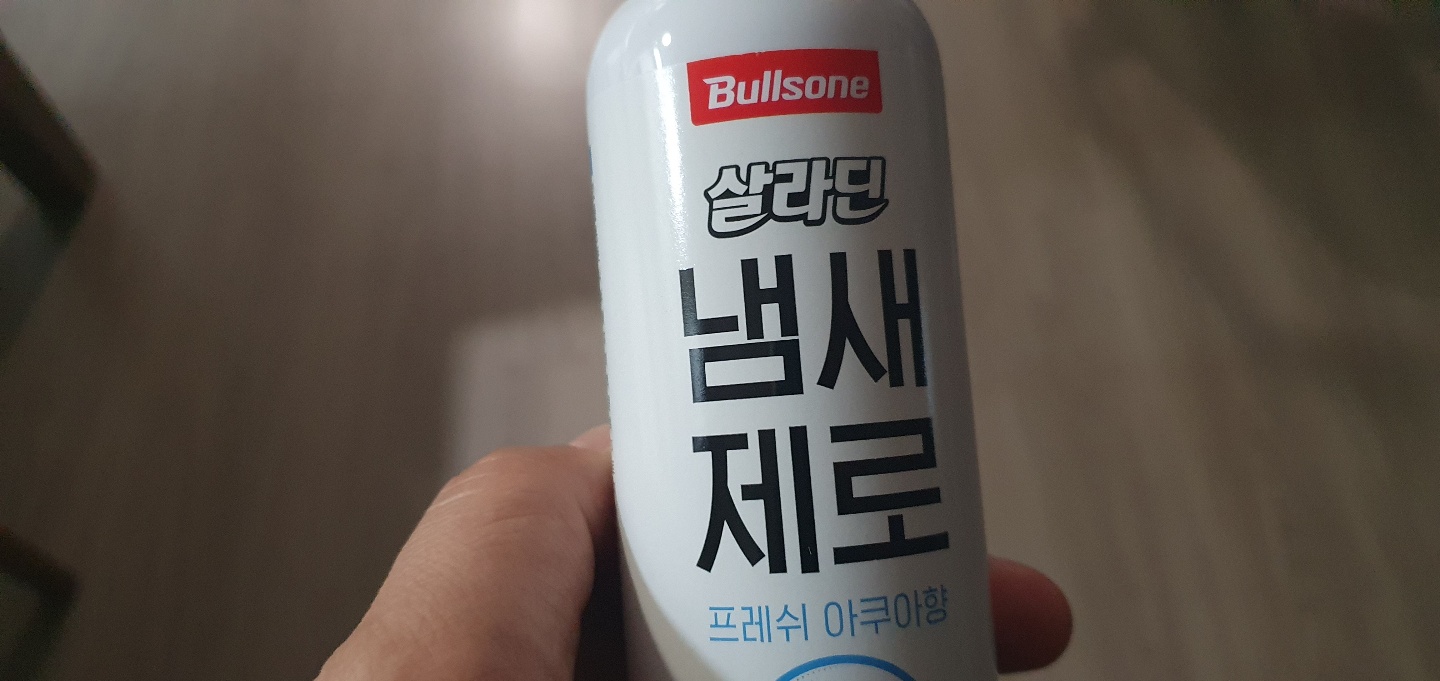 Bullsone
살라딘
냄새
제로
프레쉬 아쿠아향